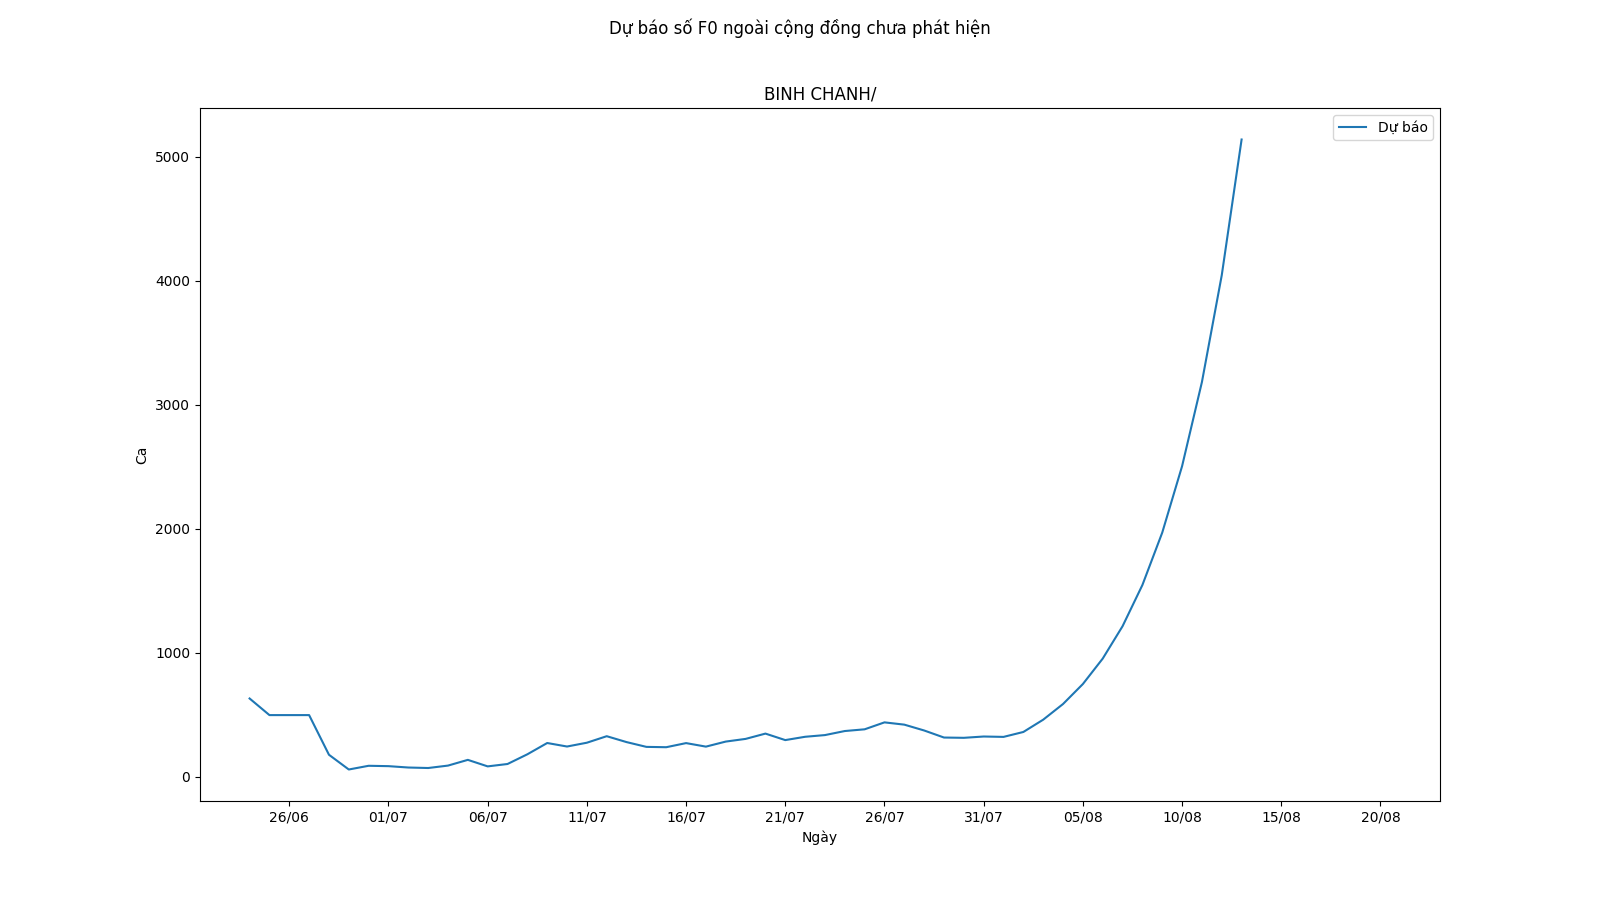 Dự báo số F0 ngoài cộng đồng chưa phát hiện
BINH CHANH/
Dự báo
5000
4000
3000
2000
1000
0
Ca
26/06 01/07 06/07 11/07 16/07 21/07 26/07 31/07 05/08 10/08 15/08 20/08
Ngày